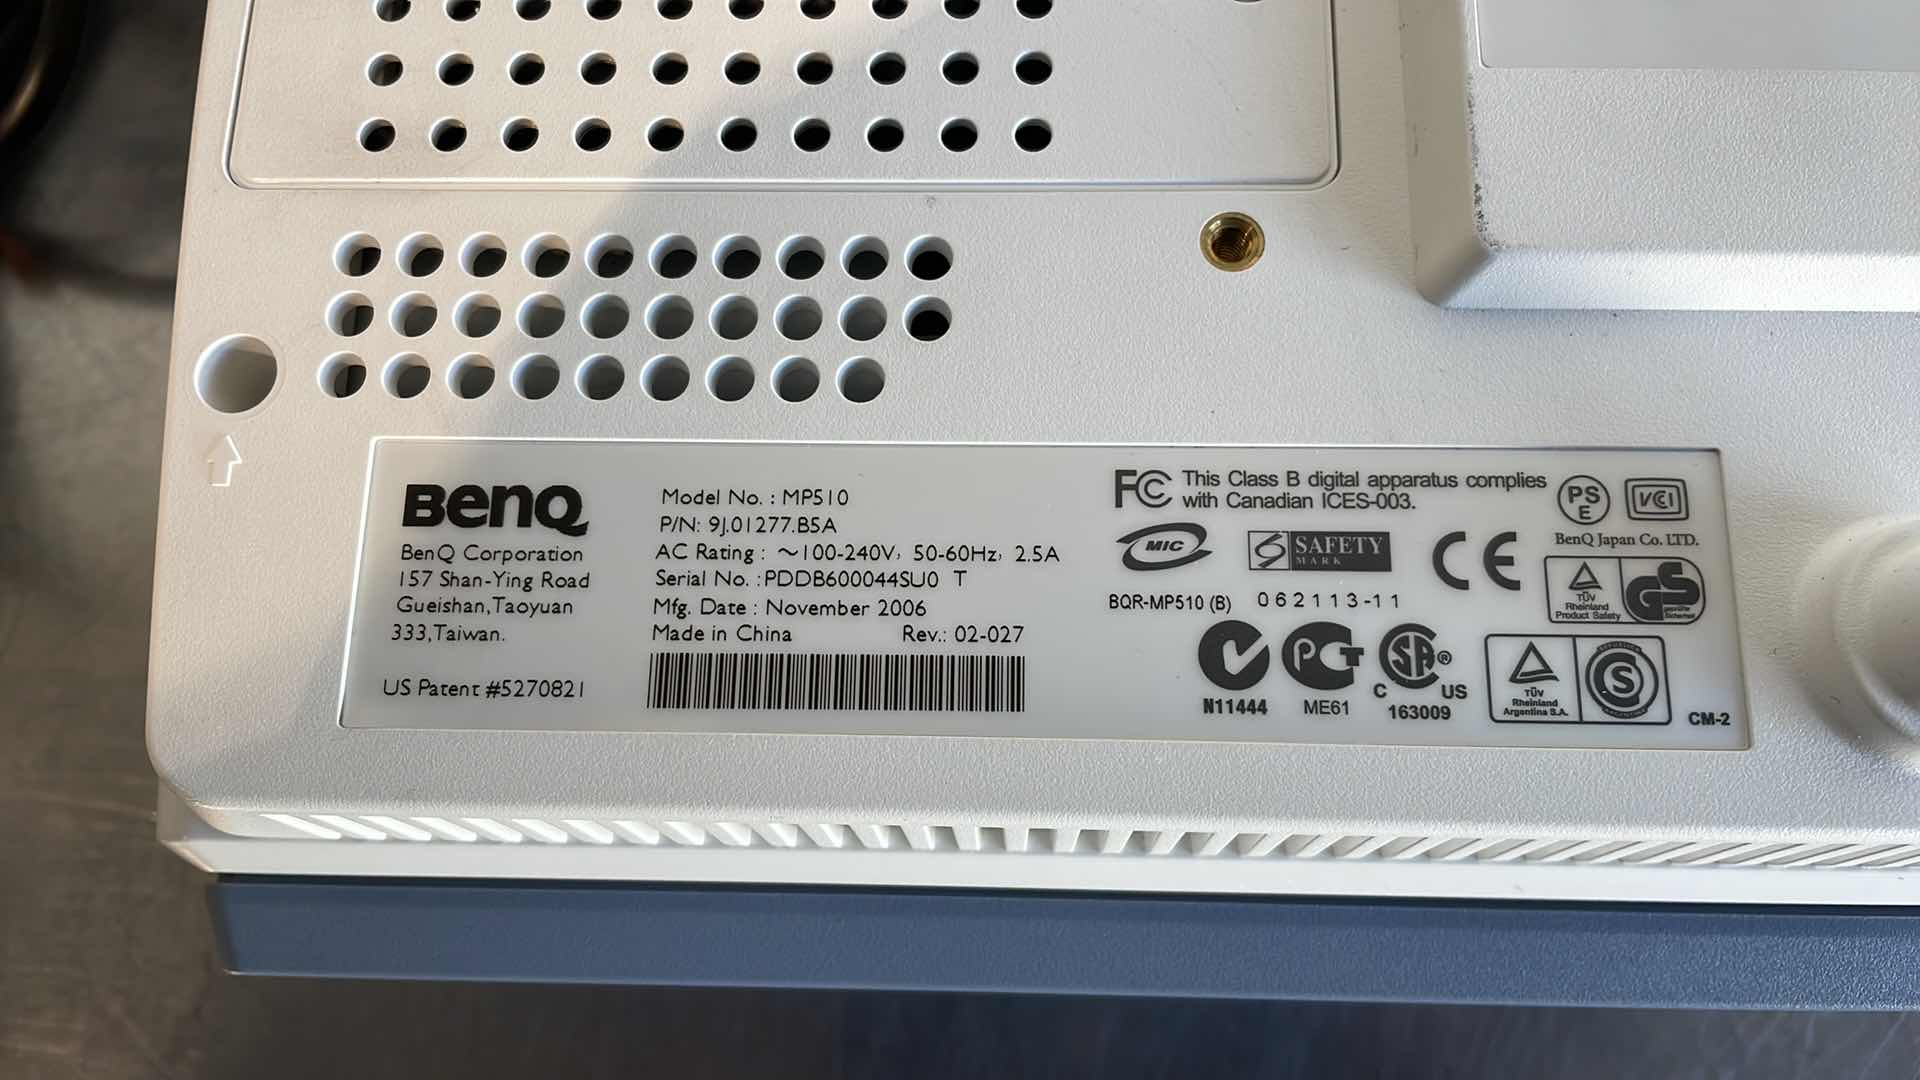 BenQ
BenQ Corporation
157 Shan-Ying Road
Gueishan,Taoyuan
333,Taiwan.
US Patent #5270821
Model No. : MP510
P/N: 9J.01277.B5A
AC Rating : ~100-240V, 50-60Hz, 2.5A
Serial No. :PDDB600044SU0 T
Mfg. Date : November 2006
Made in China Rev.: 02-027
FC This Class B digital apparatus complies
with Canadian ICES-003.
PS
E
VCI
BenQ Japan Co. LTD.
MIC
SAFETY
MARK
CE
BQR-MP510 (B)
062113-11
TÜV
Rheinland
Product Safety
GS
geprüfte
Sicherheit
N11444
PCT
ME61
SA®
C US
163009
TÜV
Rheinland
Argentina S.A.
S
CM-2